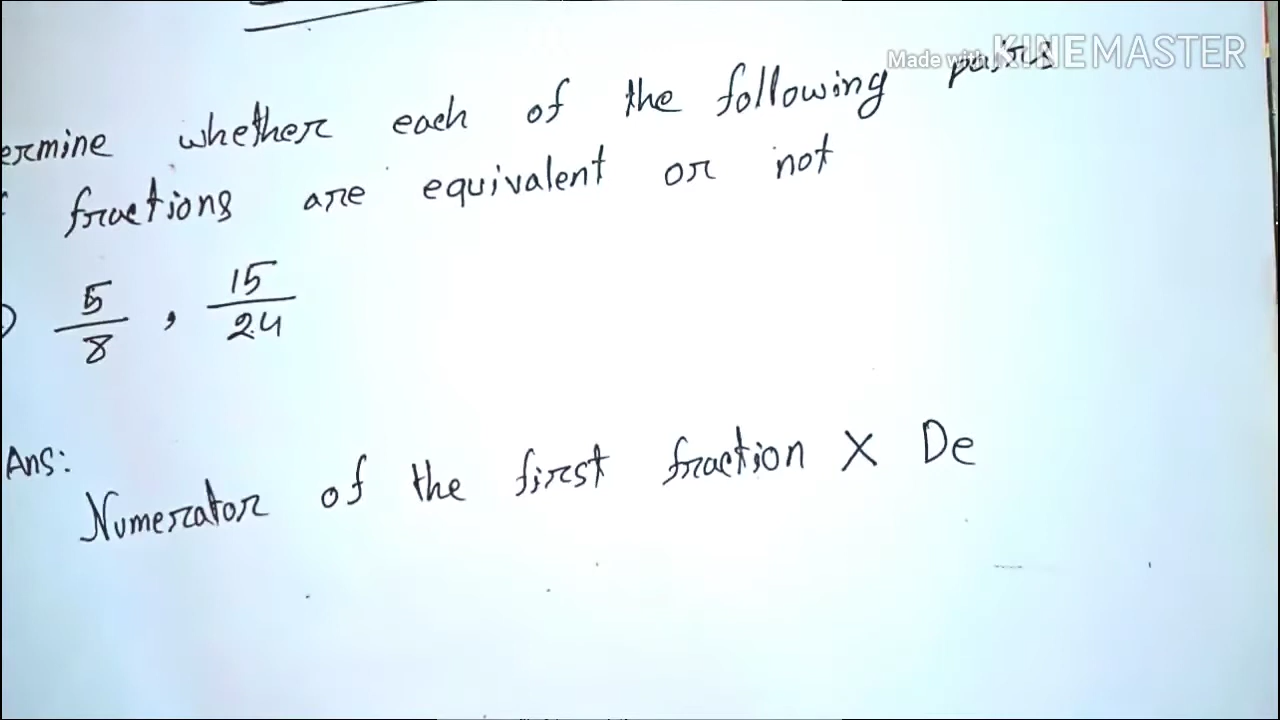 Made with KINEMASTER
ermine whether each of the following pairs
f fractions are equivalent or not
5/8 , 15/24
Ans:
Numerator of the first fraction X De